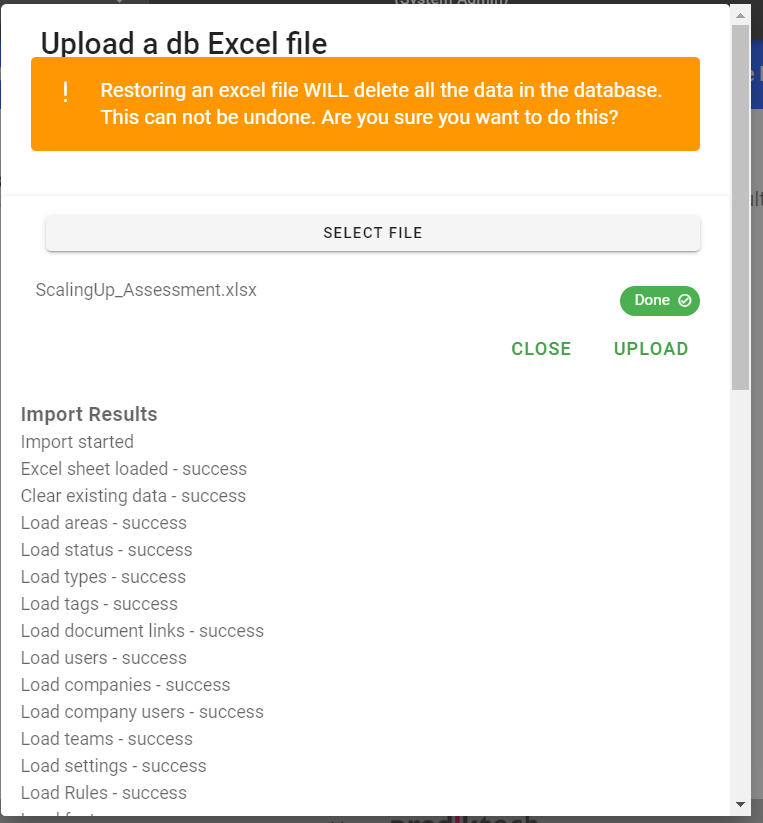 (System Admin)
Upload a db Excel file
! Restoring an excel file WILL delete all the data in the database.
This can not be undone. Are you sure you want to do this?
SELECT FILE
ScalingUp_Assessment.xlsx
Done
CLOSE UPLOAD
Import Results
Import started
Excel sheet loaded - success
Clear existing data - success
Load areas - success
Load status - success
Load types - success
Load tags - success
Load document links - success
Load users - success
Load companies - success
Load company users - success
Load teams - success
Load settings - success
Load Rules - success